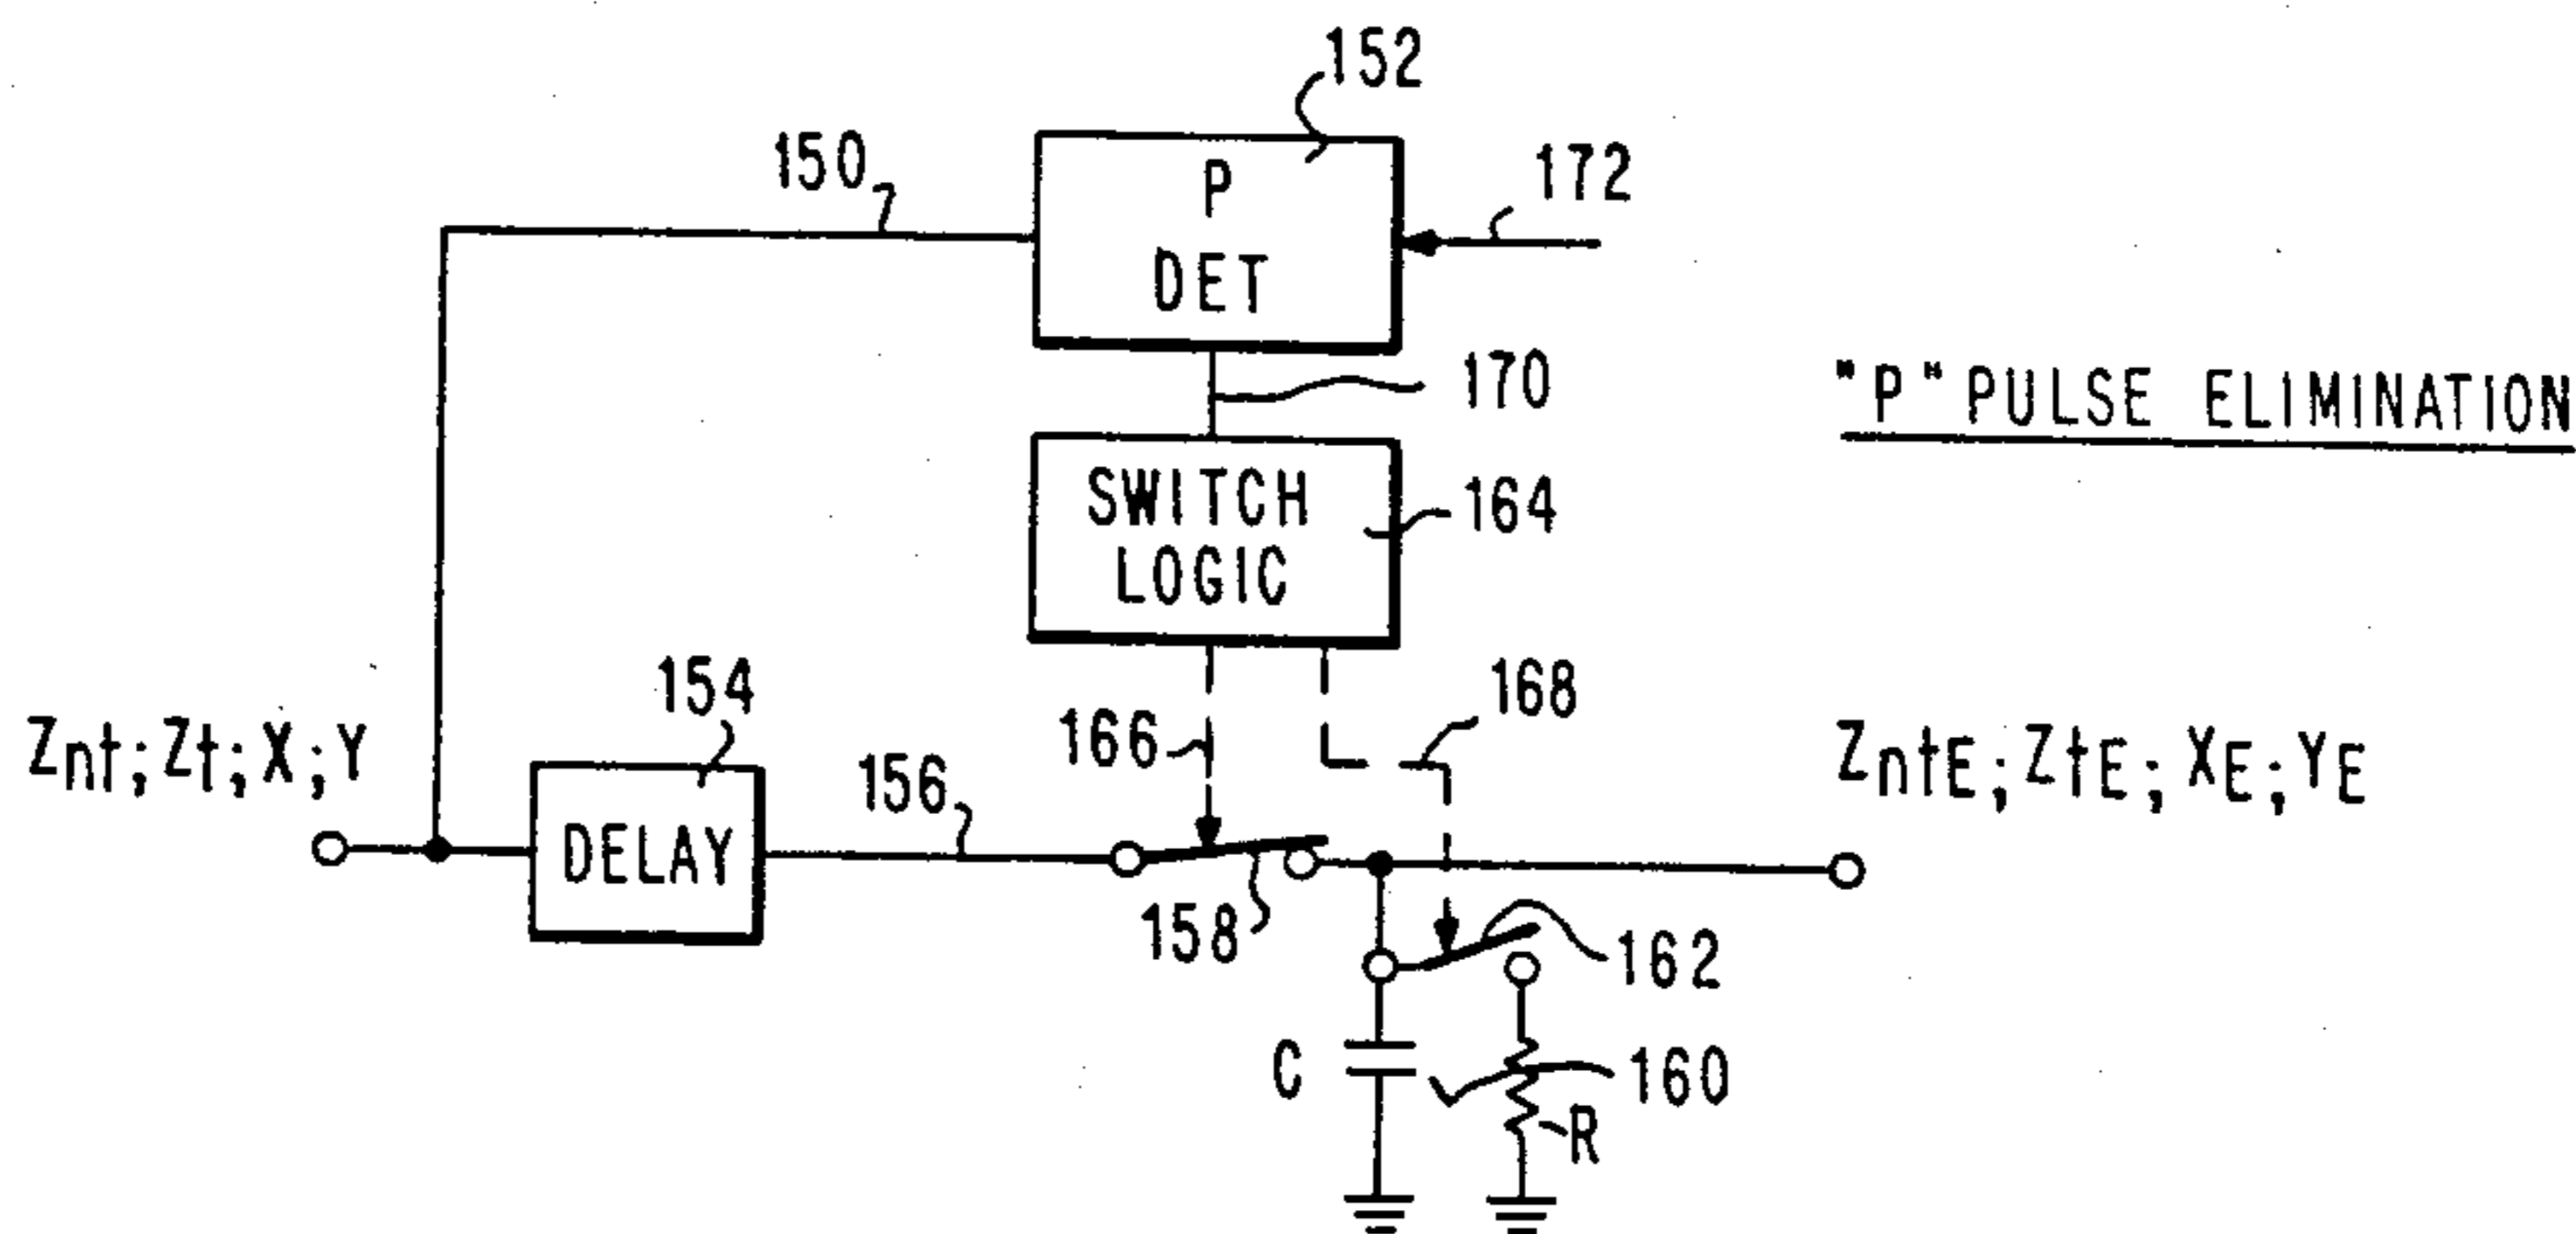 152
150
P
DET
172
170
"P" PULSE ELIMINATION
SWITCH
LOGIC
164
154
166
168
Znt; Zt; X; Y
156
ZntE; ZtE; XE; YE
DELAY
158
162
C
160
R